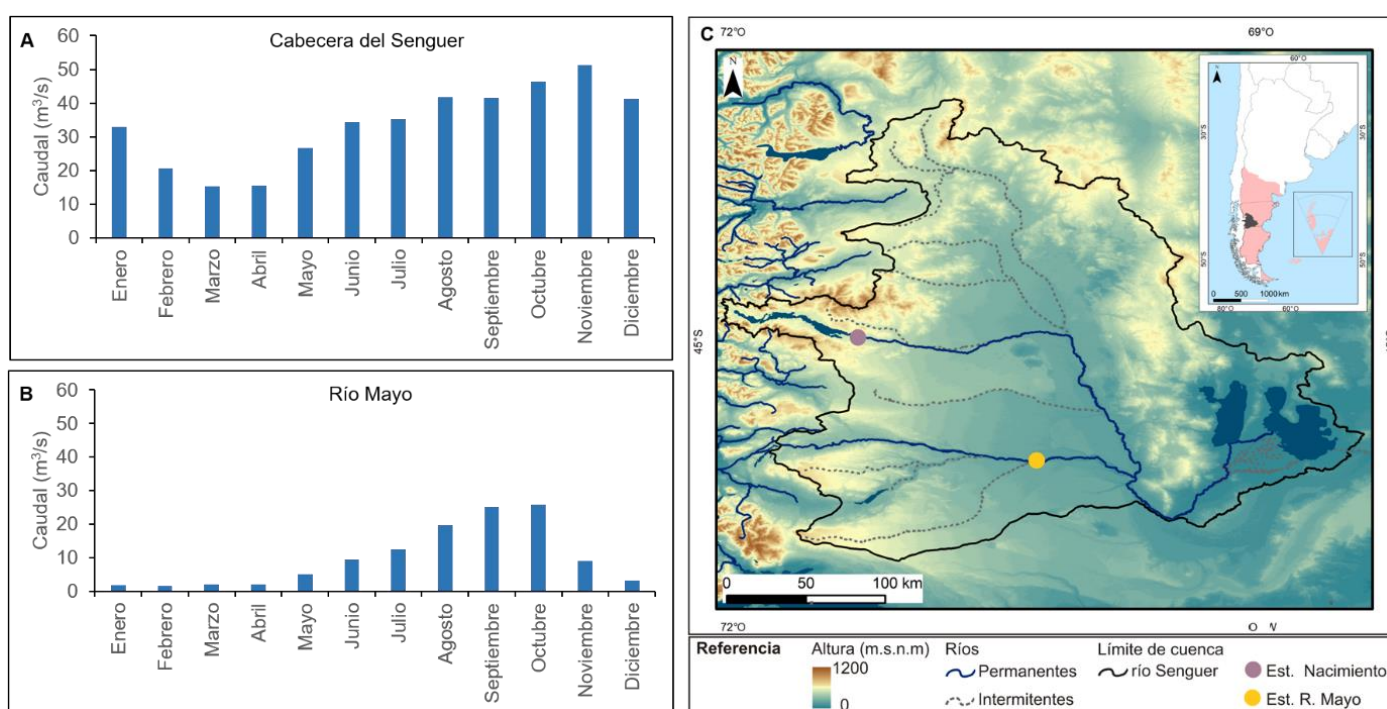 A
Cabecera del Senguer
Caudal (m³/s)
60
50
40
30
20
10
0
Enero
Febrero
Marzo
Abril
Mayo
Junio
Julio
Agosto
Septiembre
Octubre
Noviembre
Diciembre
B
Río Mayo
Caudal (m³/s)
60
50
40
30
20
10
0
Enero
Febrero
Marzo
Abril
Mayo
Junio
Julio
Agosto
Septiembre
Octubre
Noviembre
Diciembre
C
72°O
69°O
N
45°S
N
60°O
30°S
30°S
50°S
50°S
0 500 1000km
80°O
60°O
0 50 100 km
72°O
Referencia
Altura (m.s.n.m)
1200
0
Ríos
Permanentes
Intermitentes
Límite de cuenca
río Senguer
Est. Nacimiento
Est. R. Mayo